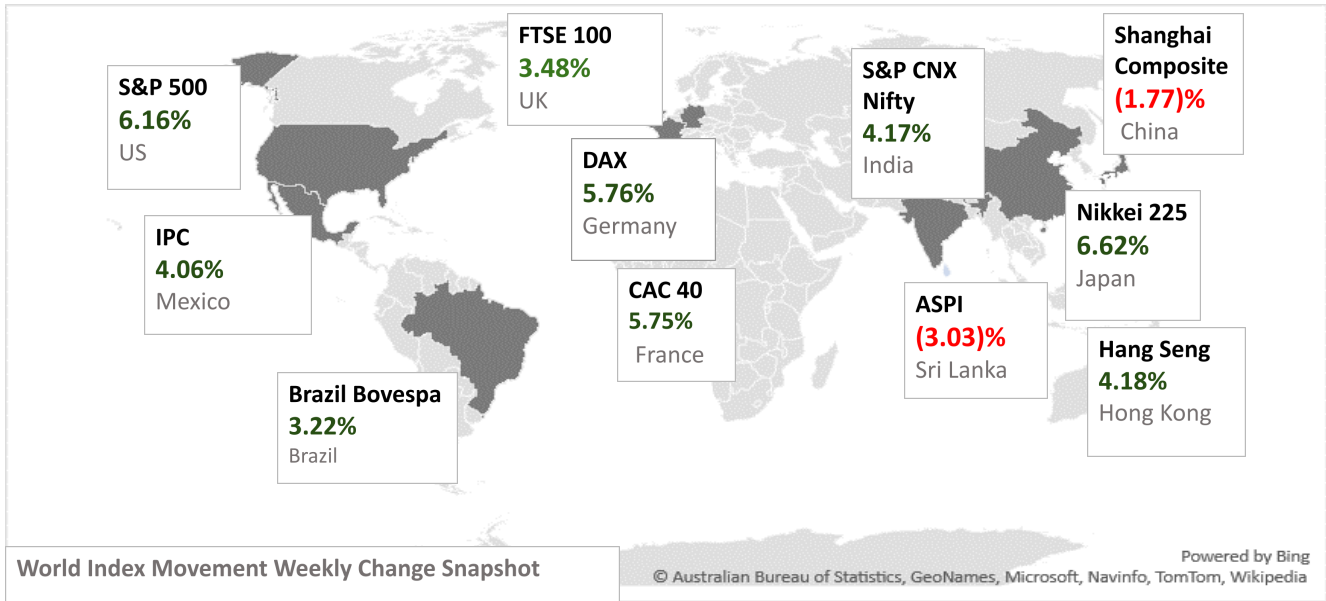 S&P 500
6.16%
US
FTSE 100
3.48%
UK
S&P CNX
Nifty
4.17%
India
Shanghai
Composite
(1.77)%
China
DAX
5.76%
Germany
IPC
4.06%
Mexico
Nikkei 225
6.62%
Japan
CAC 40
5.75%
France
ASPI
(3.03)%
Sri Lanka
Hang Seng
4.18%
Hong Kong
Brazil Bovespa
3.22%
Brazil
World Index Movement Weekly Change Snapshot
Powered by Bing
© Australian Bureau of Statistics, GeoNames, Microsoft, Navinfo, TomTom, Wikipedia